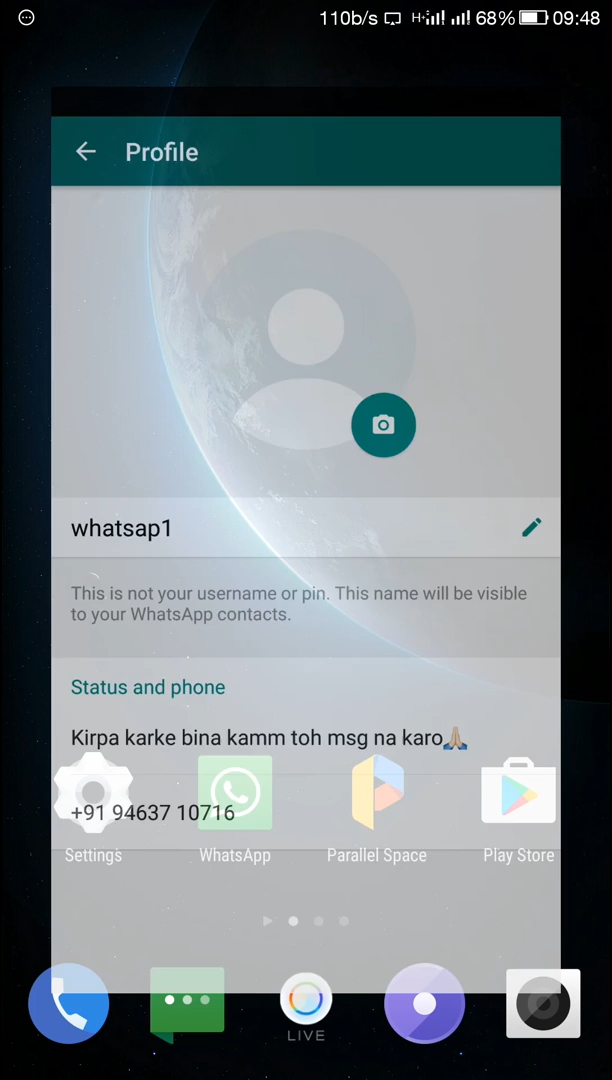 110b/s H+ 68% 09:48
Profile
whatsap1
This is not your username or pin. This name will be visible
to your WhatsApp contacts.
Status and phone
Kirpa karke bina kamm toh msg na karo🙏🏼
+91 94637 10716
Settings WhatsApp Parallel Space Play Store
LIVE